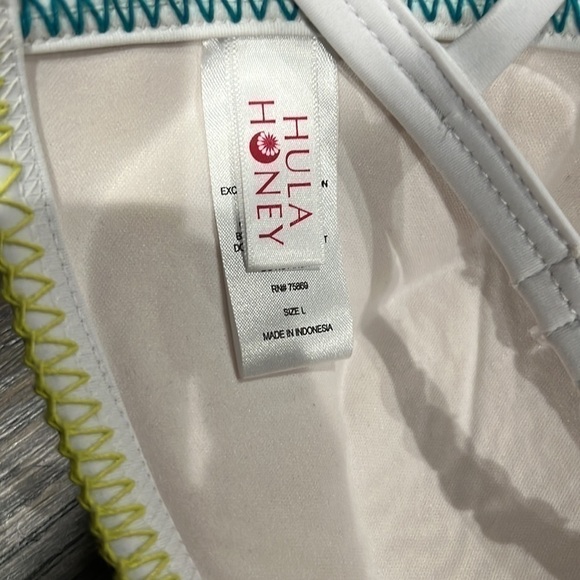 HULA
HONEY
RN# 75869
SIZE L
MADE IN INDONESIA